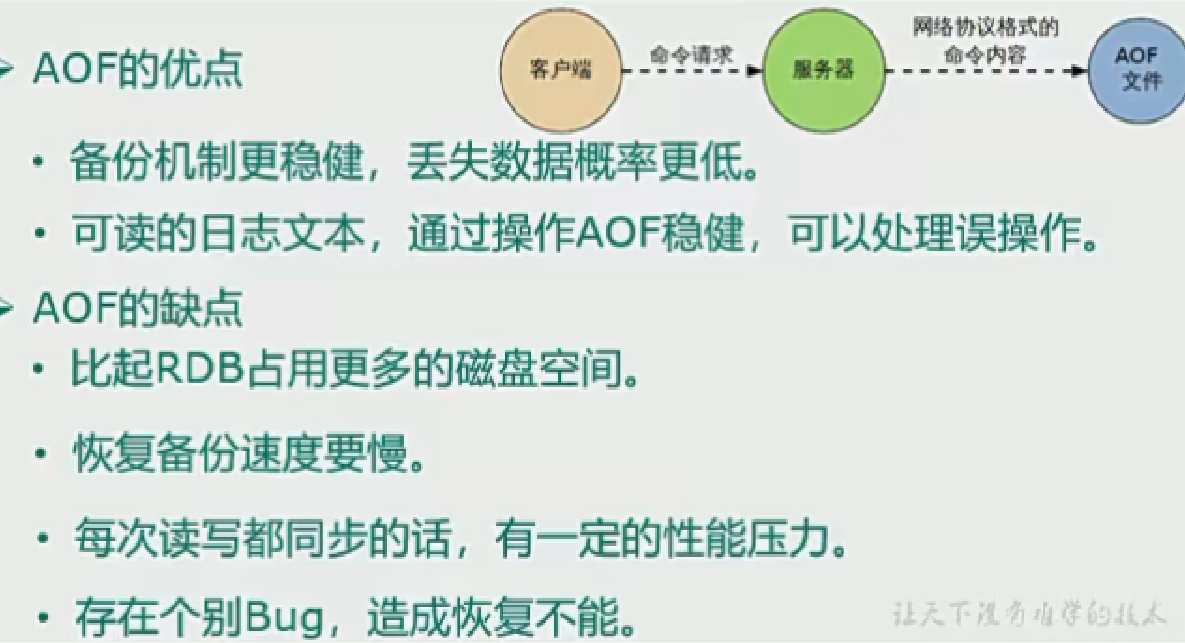 AOF的优点
客户端
命令请求
服务器
网络协议格式的
命令内容
AOF
文件
• 备份机制更稳健，丢失数据概率更低。
• 可读的日志文本，通过操作AOF稳健，可以处理误操作。
AOF的缺点
• 比起RDB占用更多的磁盘空间。
• 恢复备份速度要慢。
• 每次读写都同步的话，有一定的性能压力。
• 存在个别Bug，造成恢复不能。
让天下没有难学的技术